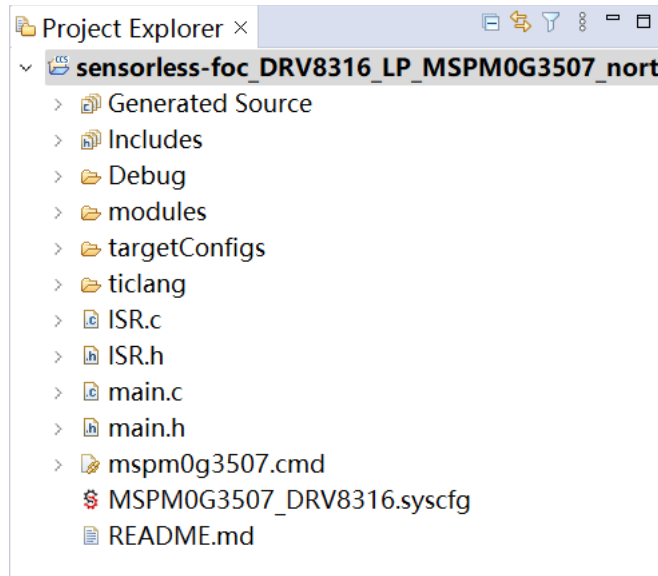 Project Explorer ×
sensorless-foc_DRV8316_LP_MSPM0G3507_nort
Generated Source
Includes
Debug
modules
targetConfigs
ticlang
ISR.c
ISR.h
main.c
main.h
mspm0g3507.cmd
MSPM0G3507_DRV8316.syscfg
README.md